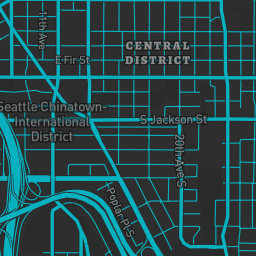 11th Ave
CENTRAL
DISTRICT
E Fir St
Seattle Chinatown-
International
District
S Jackson St
20th Ave S
Poplar Pl S